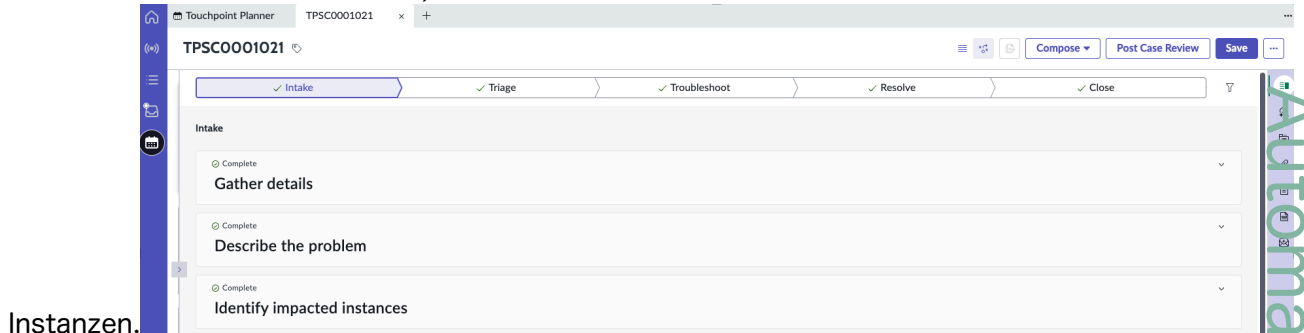 Touchpoint Planner TPSC0001021 × +
TPSC0001021 Compose Post Case Review Save
Intake Triage Troubleshoot Resolve Close
Intake
Complete
Gather details
Complete
Describe the problem
Complete
Identify impacted instances
Instanzen.
Automa